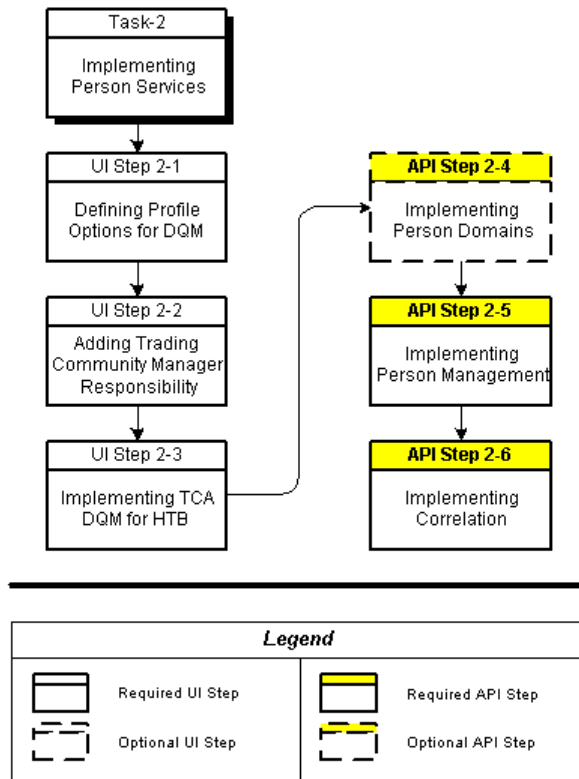 Task-2
Implementing
Person Services
UI Step 2-1
Defining Profile
Options for DQM
UI Step 2-2
Adding Trading
Community Manager
Responsibility
UI Step 2-3
Implementing TCA
DQM for HTB
API Step 2-4
Implementing
Person Domains
API Step 2-5
Implementing
Person Management
API Step 2-6
Implementing
Correlation
Legend
Required UI Step
Required API Step
Optional UI Step
Optional API Step